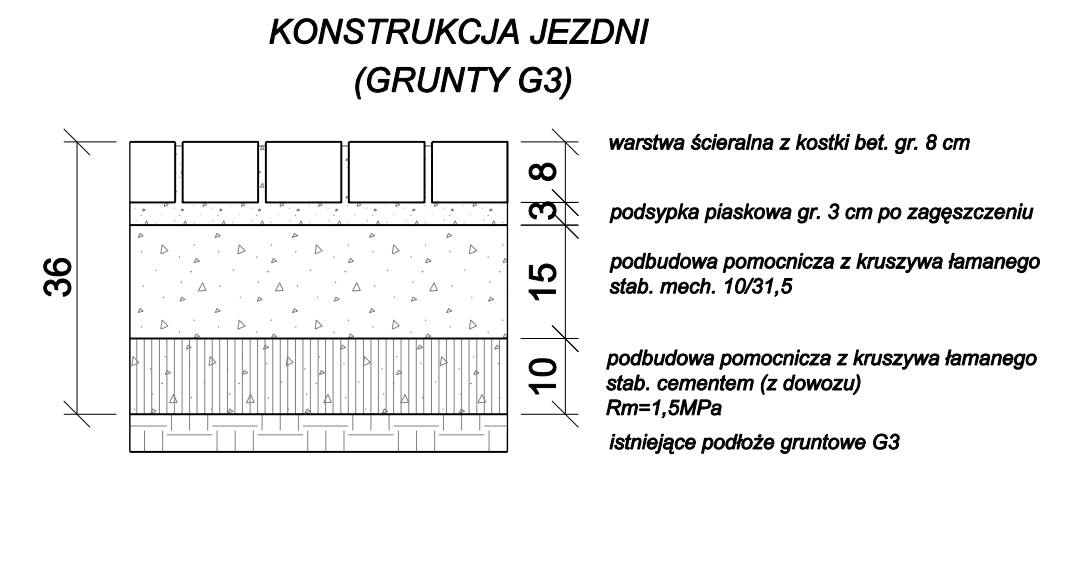 KONSTRUKCJA JEZDNI
(GRUNTY G3)
warstwa ścieralna z kostki bet. gr. 8 cm
8
3
podsypka piaskowa gr. 3 cm po zagęszczeniu
36
15
podbudowa pomocnicza z kruszywa łamanego
stab. mech. 10/31,5
10
podbudowa pomocnicza z kruszywa łamanego
stab. cementem (z dowozu)
Rm=1,5MPa
istniejące podłoże gruntowe G3